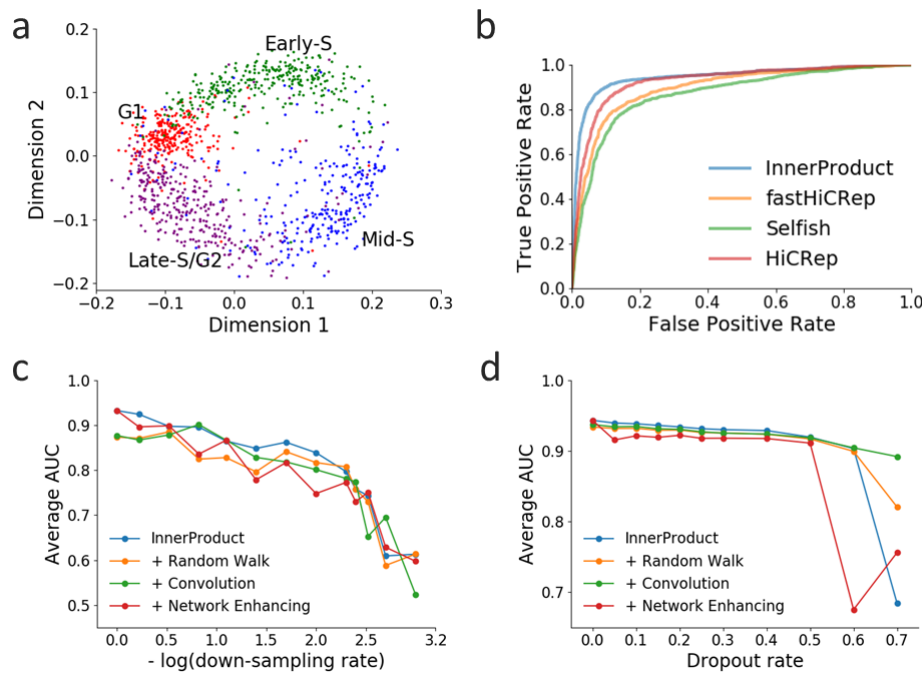 a
0.2
0.1
0.0
−0.1
−0.2
Dimension 2
Early-S
G1
Mid-S
Late-S/G2
−0.2
−0.1
0.0
0.1
0.2
0.3
Dimension 1
b
1.0
0.8
0.6
0.4
0.2
0.0
True Positive Rate
InnerProduct
fastHiCRep
Selfish
HiCRep
0.0
0.2
0.4
0.6
0.8
1.0
False Positive Rate
c
1.0
0.9
0.8
0.7
0.6
0.5
Average AUC
InnerProduct
+ Random Walk
+ Convolution
+ Network Enhancing
0.0
0.5
1.0
1.5
2.0
2.5
3.2
- log(down-sampling rate)
d
1.0
0.9
0.8
0.7
Average AUC
InnerProduct
+ Random Walk
+ Convolution
+ Network Enhancing
0.0
0.1
0.2
0.3
0.4
0.5
0.6
0.7
Dropout rate